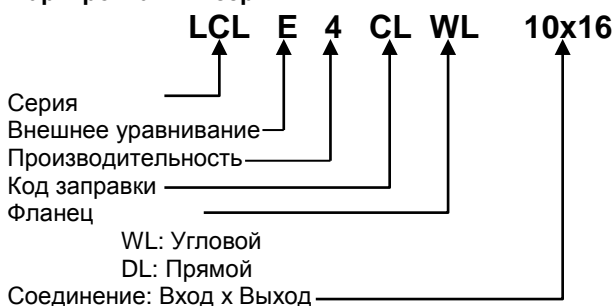 LCL E 4 CL WL 10x16
Серия
Внешнее уравнивание
Производительность
Код заправки
Фланец
WL: Угловой
DL: Прямой
Соединение: Вход x Выход